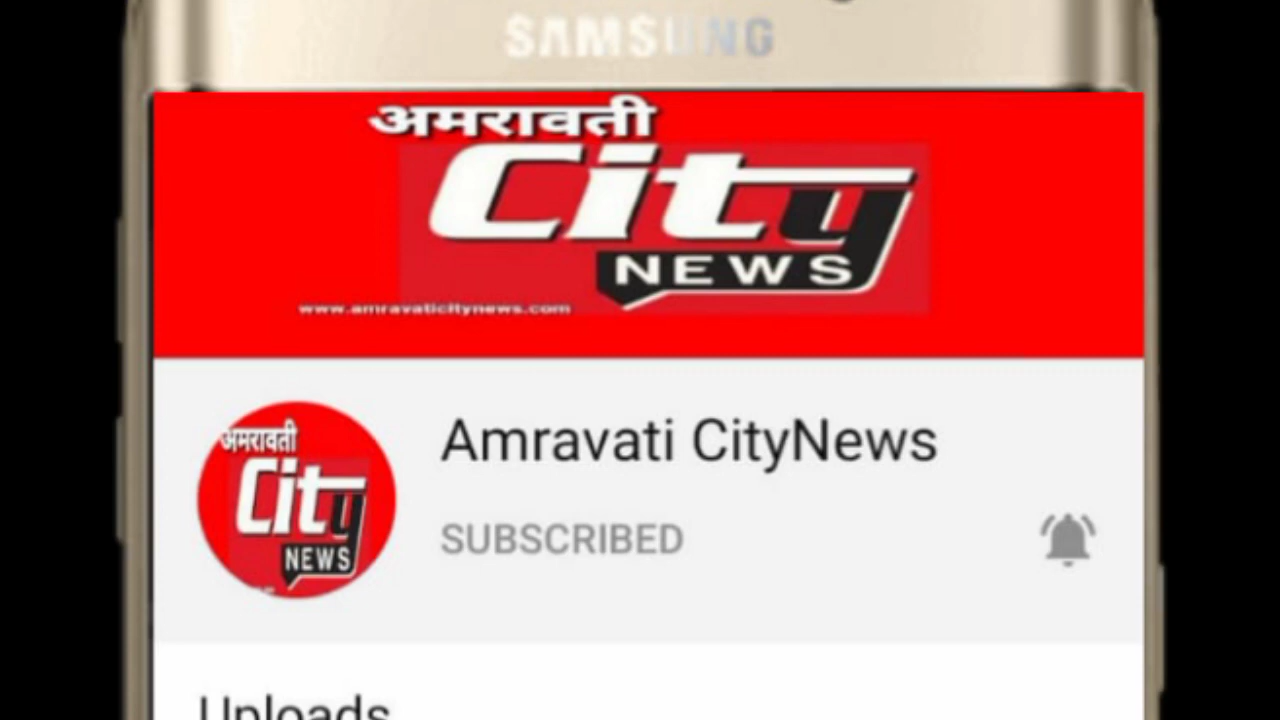 SAMSUNG
अमरावती
City
NEWS
www.amravaticitynews.com
अमरावती
City
NEWS
Amravati CityNews
SUBSCRIBED
Uploads